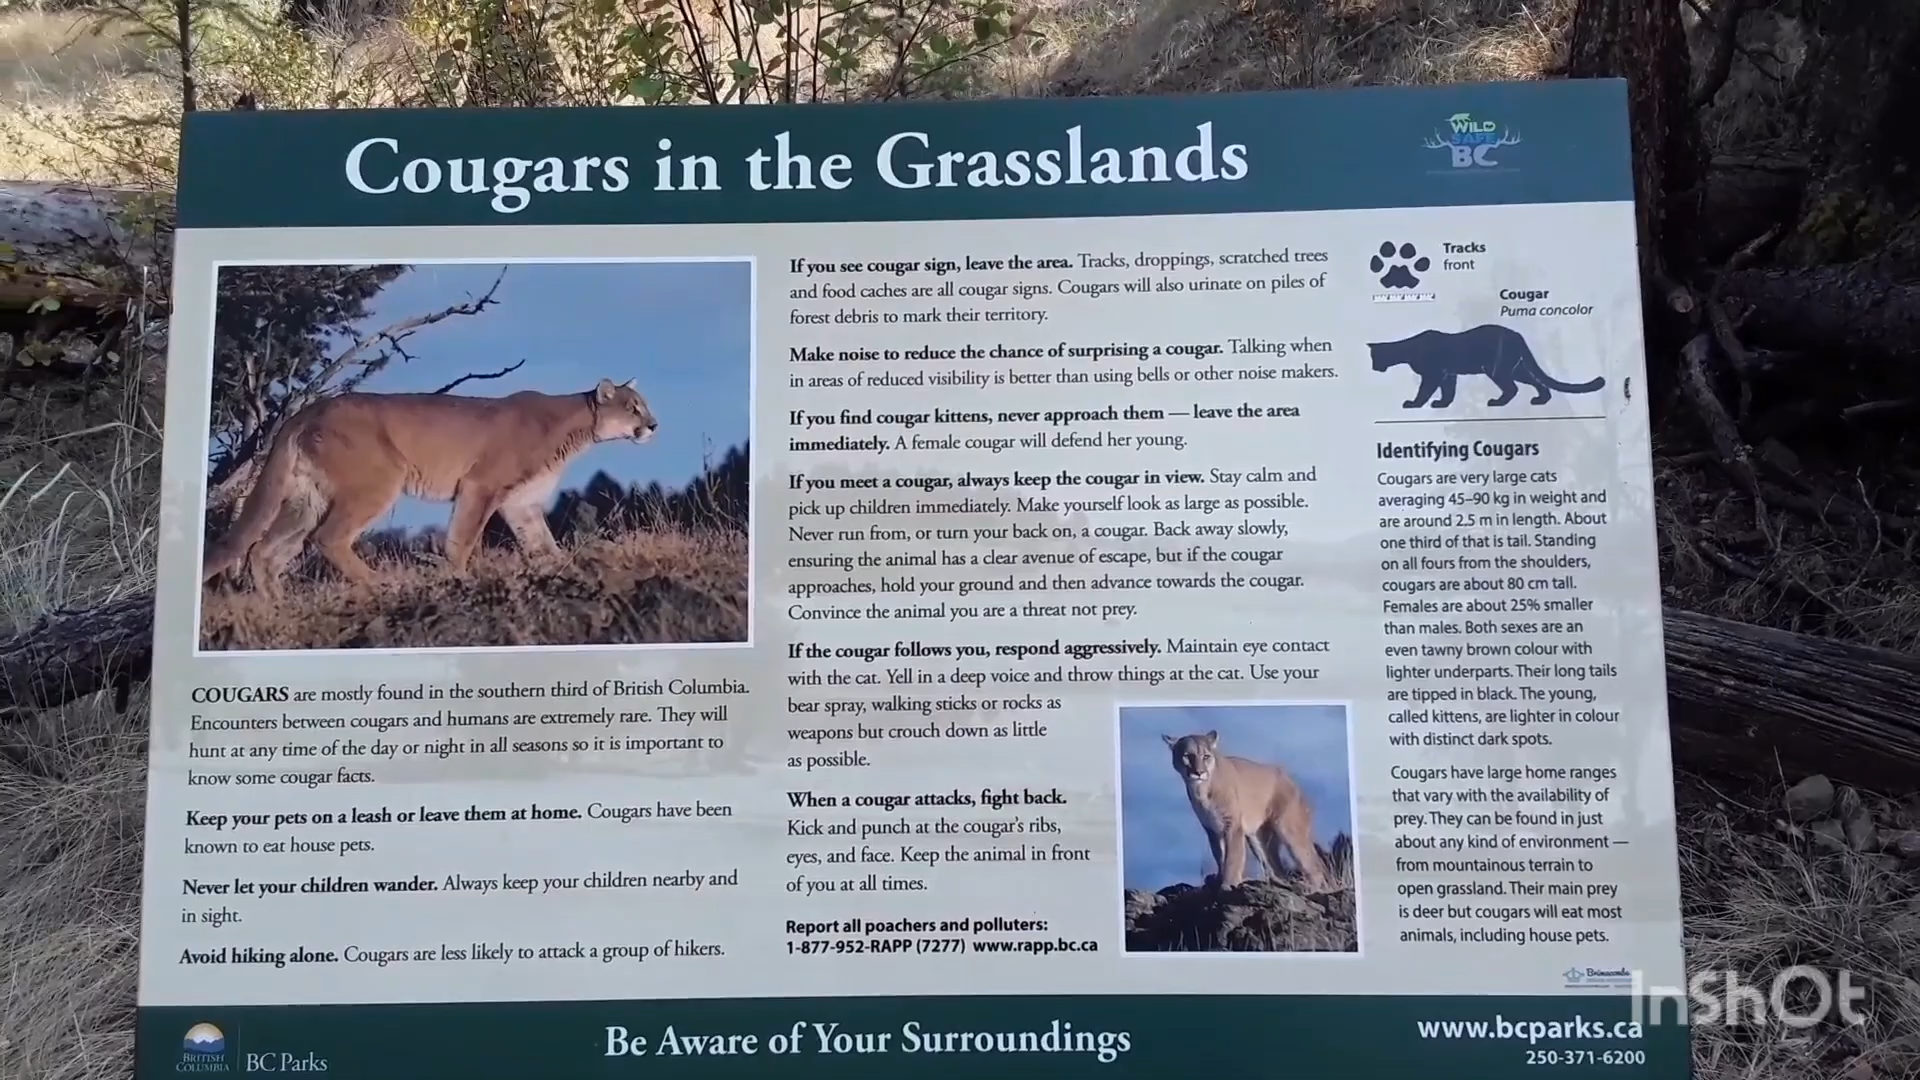 Cougars in the Grasslands
WILD
SAFE
BC
COUGARS are mostly found in the southern third of British Columbia.
Encounters between cougars and humans are extremely rare. They will
hunt at any time of the day or night in all seasons so it is important to
know some cougar facts.
Keep your pets on a leash or leave them at home. Cougars have been
known to eat house pets.
Never let your children wander. Always keep your children nearby and
in sight.
Avoid hiking alone. Cougars are less likely to attack a group of hikers.
If you see cougar sign, leave the area. Tracks, droppings, scratched trees
and food caches are all cougar signs. Cougars will also urinate on piles of
forest debris to mark their territory.
Make noise to reduce the chance of surprising a cougar. Talking when
in areas of reduced visibility is better than using bells or other noise makers.
If you find cougar kittens, never approach them — leave the area
immediately. A female cougar will defend her young.
If you meet a cougar, always keep the cougar in view. Stay calm and
pick up children immediately. Make yourself look as large as possible.
Never run from, or turn your back on, a cougar. Back away slowly,
ensuring the animal has a clear avenue of escape, but if the cougar
approaches, hold your ground and then advance towards the cougar.
Convince the animal you are a threat not prey.
If the cougar follows you, respond aggressively. Maintain eye contact
with the cat. Yell in a deep voice and throw things at the cat. Use your
bear spray, walking sticks or rocks as
weapons but crouch down as little
as possible.
When a cougar attacks, fight back.
Kick and punch at the cougar's ribs,
eyes, and face. Keep the animal in front
of you at all times.
Report all poachers and polluters:
1-877-952-RAPP (7277) www.rapp.bc.ca
Tracks
front
Cougar
Puma concolor
Identifying Cougars
Cougars are very large cats
averaging 45–90 kg in weight and
are around 2.5 m in length. About
one third of that is tail. Standing
on all fours from the shoulders,
cougars are about 80 cm tall.
Females are about 25% smaller
than males. Both sexes are an
even tawny brown colour with
lighter underparts. Their long tails
are tipped in black. The young,
called kittens, are lighter in colour
with distinct dark spots.
Cougars have large home ranges
that vary with the availability of
prey. They can be found in just
about any kind of environment —
from mountainous terrain to
open grassland. Their main prey
is deer but cougars will eat most
animals, including house pets.
InShOt
BRITISH
COLUMBIA
BC Parks
Be Aware of Your Surroundings
www.bcparks.ca
250-371-6200